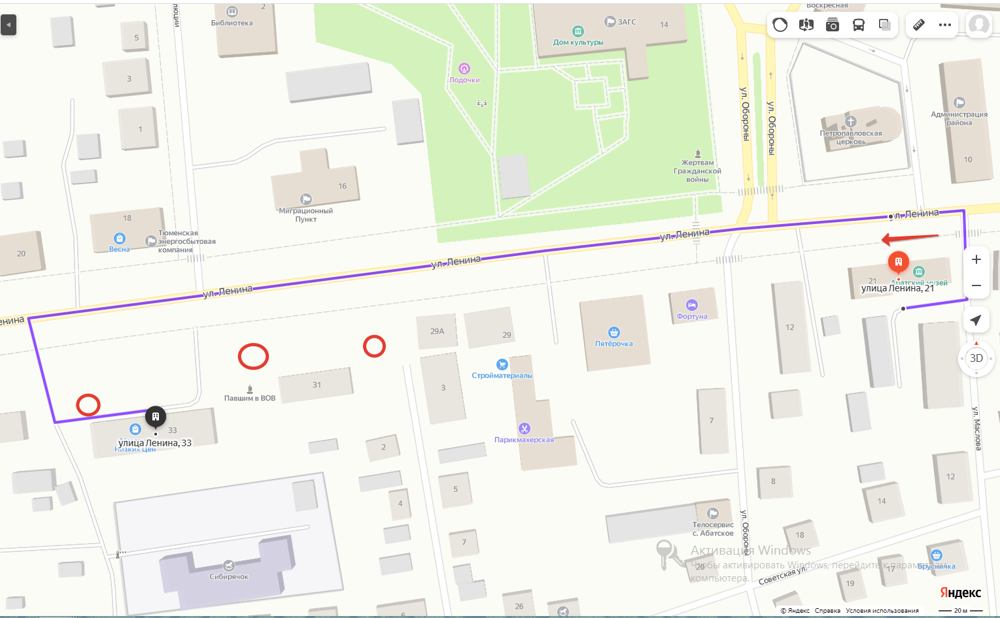 Воскресная
2
Библиотека
ЗАГС
14
Дом культуры
5
Лодочки
3
ул. Обороны
ул. Обороны
Администрация
района
Петропавловская
церковь
1
10
Жертвам
Гражданской
войны
16
Миграционный
Пункт
18
Тюменская
энергосбытовая
компания
Весна
20
ул. Ленина
ул. Ленина
ул. Ленина
ул. Ленина
21
Абатский музей
улица Ленина, 21
Фортуна
12
29А
29
Пятёрочка
3D
Стройматериалы
31
3
Павшим в ВОВ
7
ул. Маслова
33
Низких Цен
улица Ленина, 33
Парикмахерская
2
5
8
12
4
14
Телосервис
с. Абатское
ул. Обороны
7
18
Активация Windows
Чтобы активировать Windows, перейдите к параметрам
компьютера.
20
Брусничка
17
Советская ул.
19
Сибирячок
26
6
Яндекс
© Яндекс Справка Условия использования
20 м